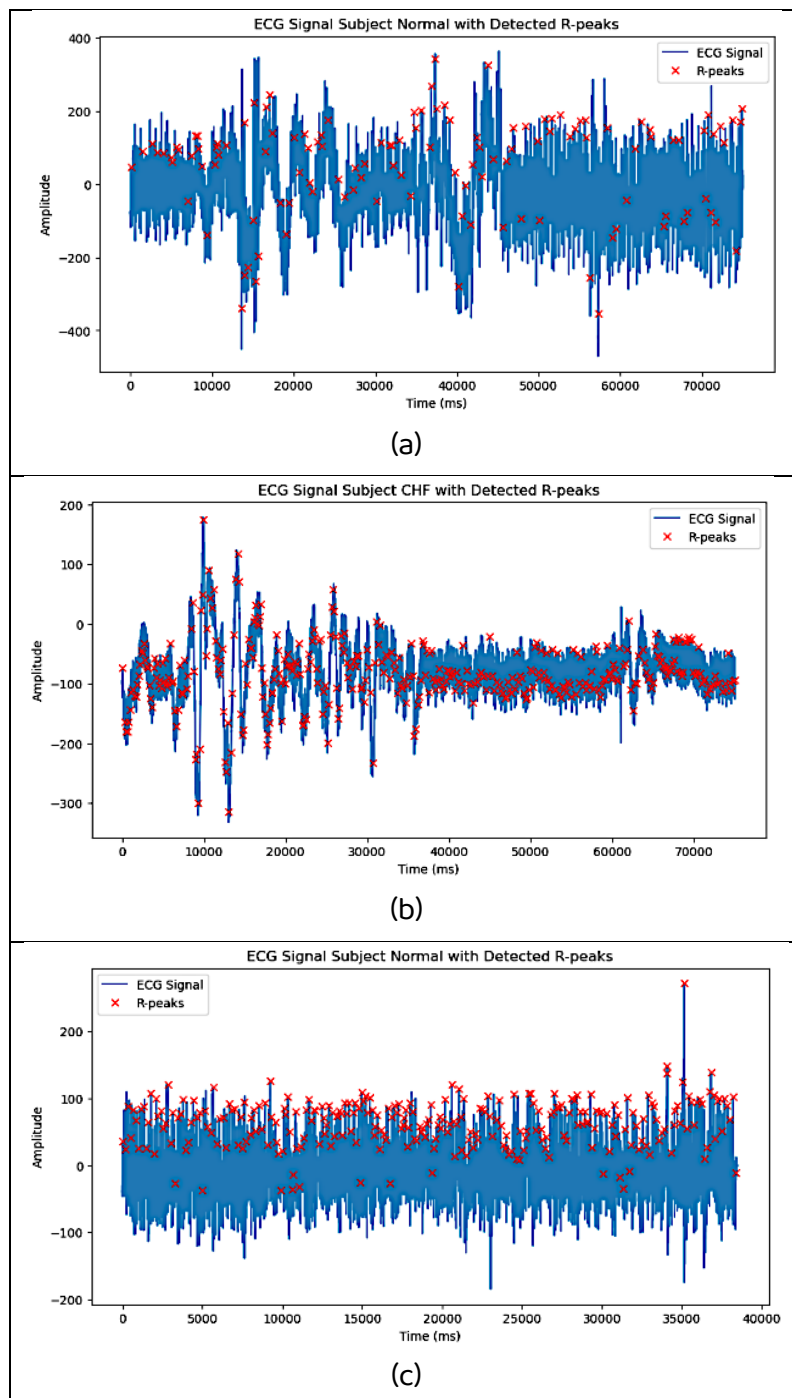 ECG Signal Subject Normal with Detected R-peaks
400
200
0
−200
−400
Amplitude
ECG Signal
R-peaks
0 10000 20000 30000 40000 50000 60000 70000
Time (ms)
(a)
ECG Signal Subject CHF with Detected R-peaks
200
100
0
−100
−200
−300
Amplitude
ECG Signal
R-peaks
0 10000 20000 30000 40000 50000 60000 70000
Time (ms)
(b)
ECG Signal Subject Normal with Detected R-peaks
200
100
0
−100
−200
Amplitude
ECG Signal
R-peaks
0 5000 10000 15000 20000 25000 30000 35000 40000
Time (ms)
(c)